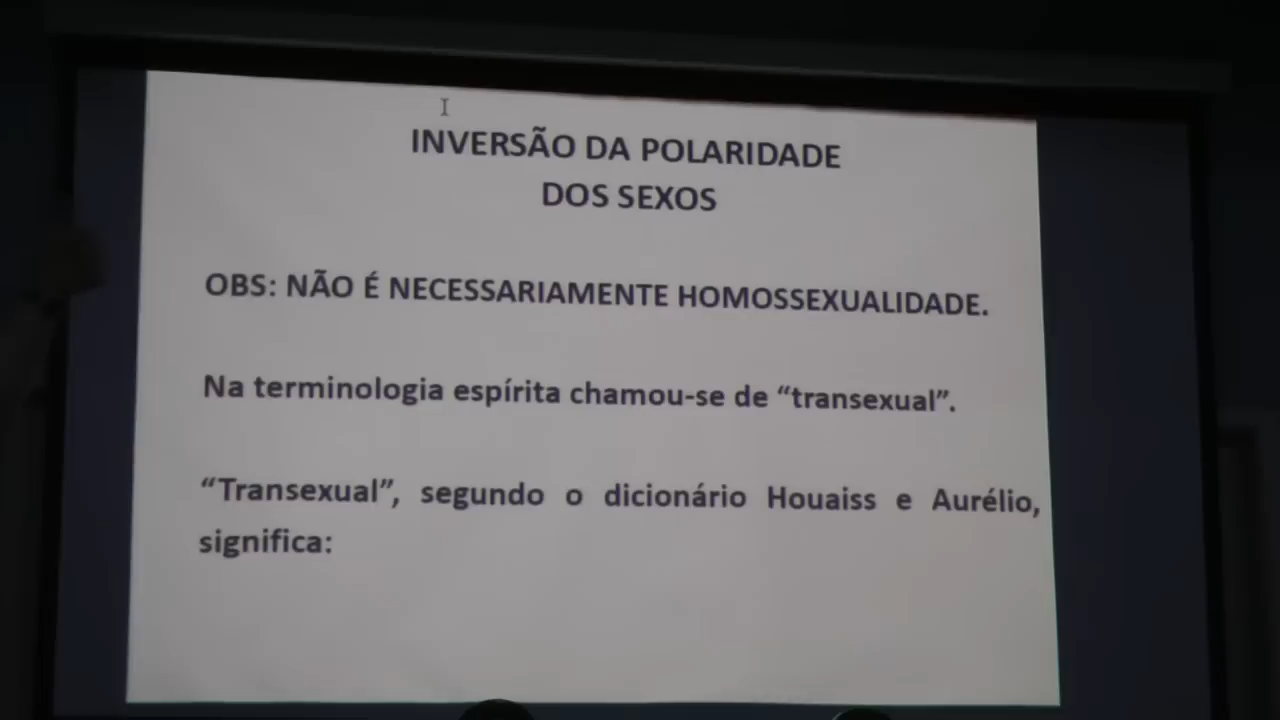 INVERSÃO DA POLARIDADE
DOS SEXOS
OBS: NÃO É NECESSARIAMENTE HOMOSSEXUALIDADE.
Na terminologia espírita chamou-se de “transexual”.
“Transexual”, segundo o dicionário Houaiss e Aurélio,
significa: